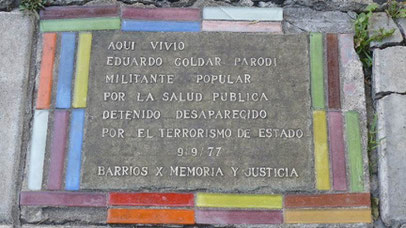 AQUI VIVIO
EDUARDO GOLDAR PARODI
MILITANTE POPULAR
POR LA SALUD PUBLICA
DETENIDO DESAPARECIDO
POR EL TERRORISMO DE ESTADO
9/9/77
BARRIOS X MEMORIA Y JUSTICIA